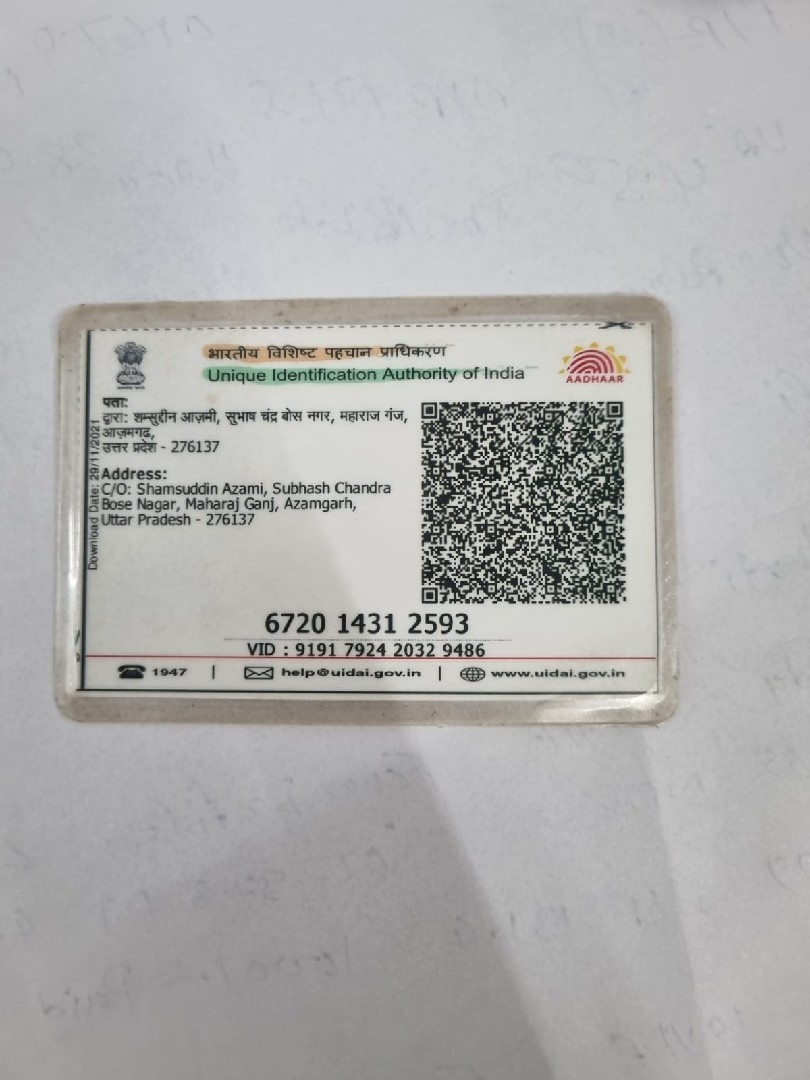 भारतीय विशिष्ट पहचान प्राधिकरण
Unique Identification Authority of India
AADHAAR
पता:
द्वारा: शम्सुद्दीन आज़मी, सुभाष चंद्र बोस नगर, महाराज गंज,
आज़मगढ,
उत्तर प्रदेश - 276137
Address:
C/O: Shamsuddin Azami, Subhash Chandra
Bose Nagar, Maharaj Ganj, Azamgarh,
Uttar Pradesh - 276137
Download Date: 29/11/2021
6720 1431 2593
VID : 9191 7924 2032 9486
1947 | help@uidai.gov.in | www.uidai.gov.in